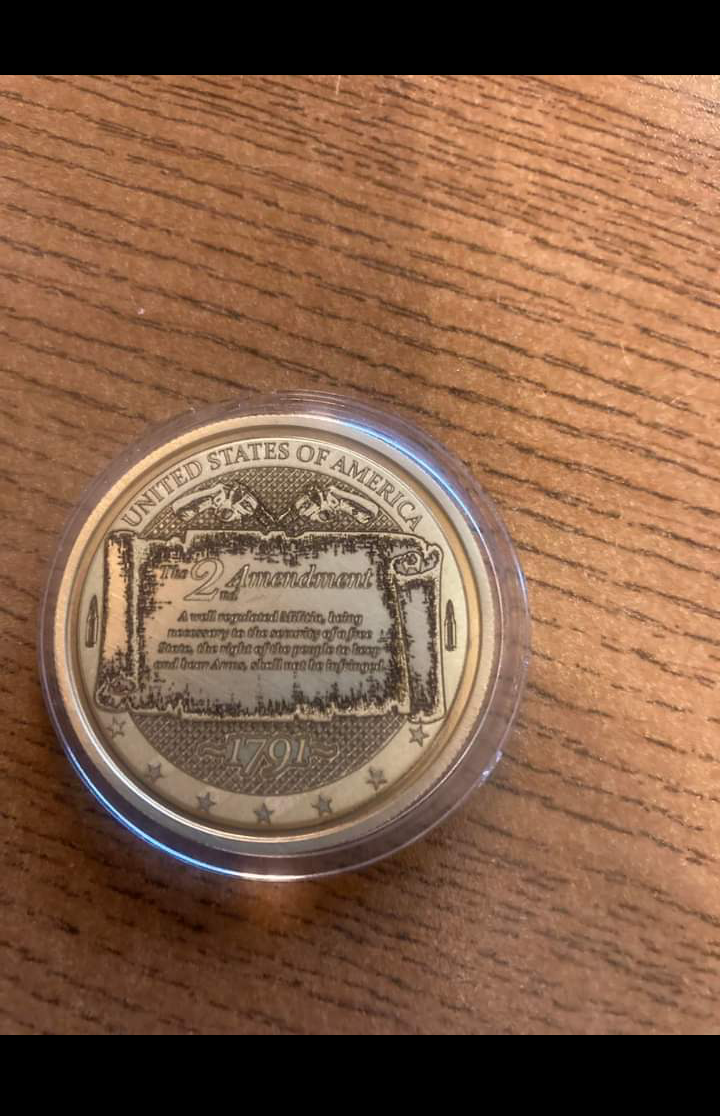 UNITED STATES OF AMERICA
The 2nd Amendment
A well regulated Militia, being
necessary to the security of a free
State, the right of the people to keep
and bear Arms, shall not be infringed.
1791